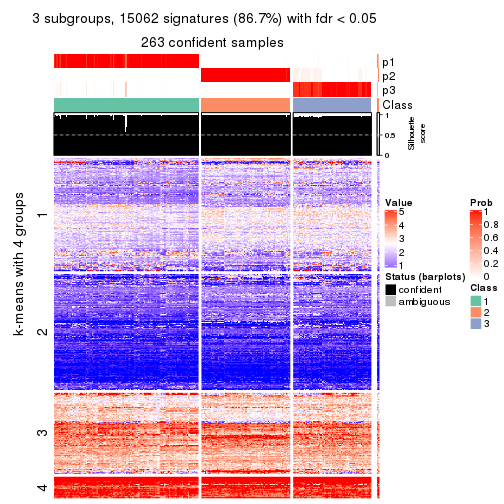 3 subgroups, 15062 signatures (86.7%) with fdr < 0.05
263 confident samples
p1
p2
p3
Class
1
0.5
0
Silhouette
score
k-means with 4 groups
1
2
3
4
Value
5
4
3
2
1
Status (barplots)
confident
ambiguous
Prob
1
0.8
0.6
0.4
0.2
0
Class
1
2
3